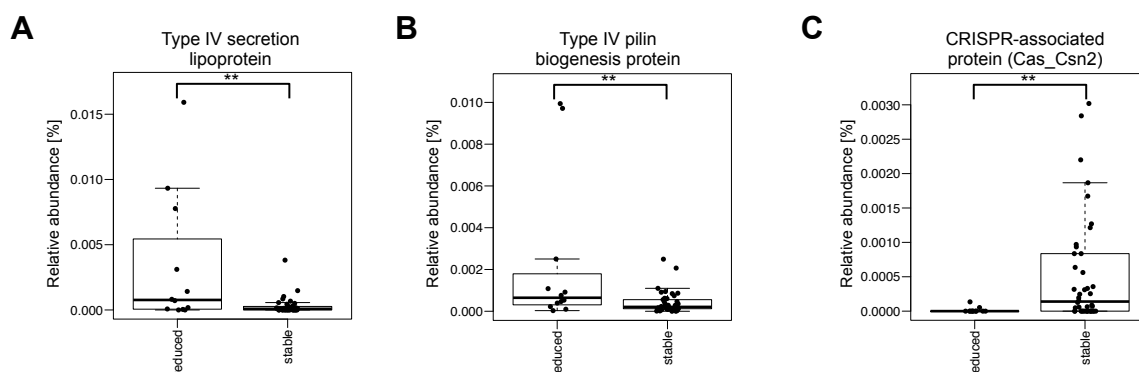 A
Type IV secretion
lipoprotein
**
Relative abundance [%]
0.015
0.010
0.005
0.000
educed
stable
B
Type IV pilin
biogenesis protein
**
Relative abundance [%]
0.010
0.008
0.006
0.004
0.002
0.000
educed
stable
C
CRISPR-associated
protein (Cas_Csn2)
**
Relative abundance [%]
0.0030
0.0025
0.0020
0.0015
0.0010
0.0005
0.0000
educed
stable